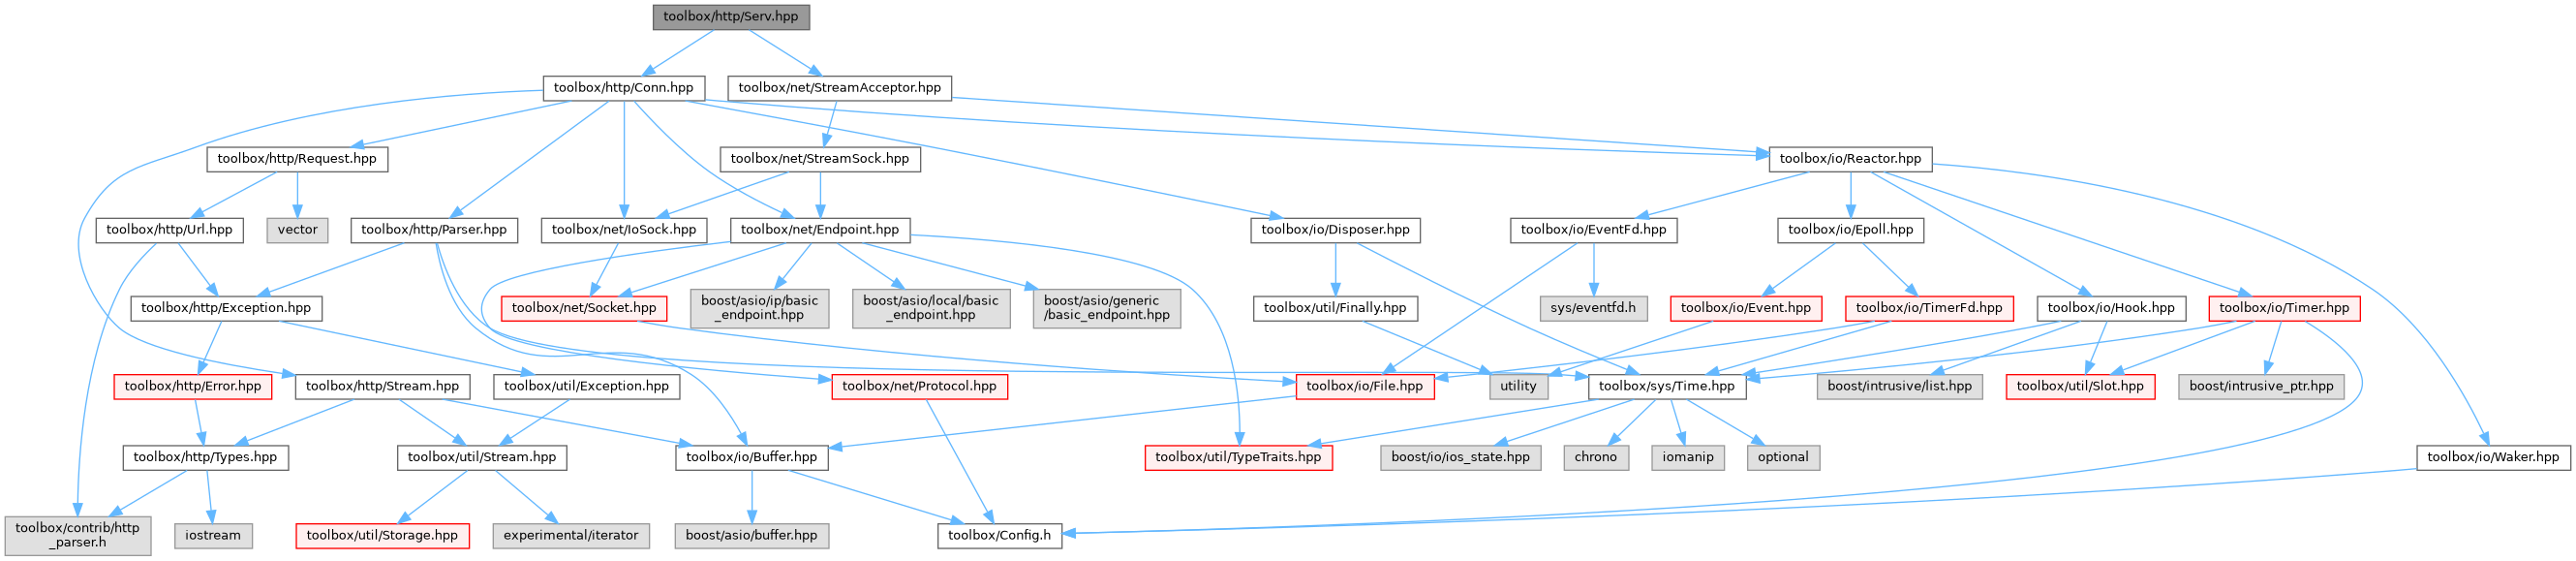 toolbox/http/Serv.hpp
toolbox/http/Conn.hpp
toolbox/net/StreamAcceptor.hpp
toolbox/http/Request.hpp
toolbox/net/StreamSock.hpp
toolbox/io/Reactor.hpp
toolbox/http/Url.hpp
vector
toolbox/http/Parser.hpp
toolbox/net/IoSock.hpp
toolbox/net/Endpoint.hpp
toolbox/io/Disposer.hpp
toolbox/io/EventFd.hpp
toolbox/io/Epoll.hpp
toolbox/http/Exception.hpp
toolbox/net/Socket.hpp
boost/asio/ip/basic
_endpoint.hpp
boost/asio/local/basic
_endpoint.hpp
boost/asio/generic
/basic_endpoint.hpp
toolbox/util/Finally.hpp
sys/eventfd.h
toolbox/io/Event.hpp
toolbox/io/TimerFd.hpp
toolbox/io/Hook.hpp
toolbox/io/Timer.hpp
toolbox/http/Error.hpp
toolbox/http/Stream.hpp
toolbox/util/Exception.hpp
toolbox/net/Protocol.hpp
toolbox/io/File.hpp
utility
toolbox/sys/Time.hpp
boost/intrusive/list.hpp
toolbox/util/Slot.hpp
boost/intrusive_ptr.hpp
toolbox/http/Types.hpp
toolbox/util/Stream.hpp
toolbox/io/Buffer.hpp
toolbox/util/TypeTraits.hpp
boost/io/ios_state.hpp
chrono
iomanip
optional
toolbox/io/Waker.hpp
toolbox/contrib/http
_parser.h
iostream
toolbox/util/Storage.hpp
experimental/iterator
boost/asio/buffer.hpp
toolbox/Config.h